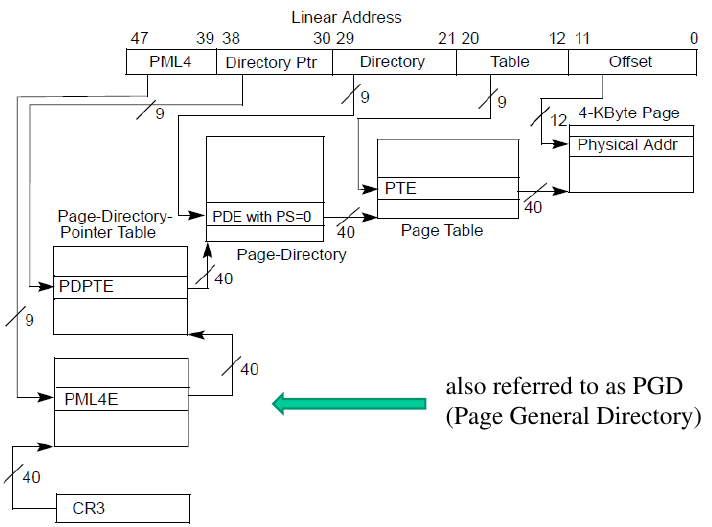 Linear Address
47 39 38 30 29 21 20 12 11 0
PML4 Directory Ptr Directory Table Offset
9
9
9
12
4-KByte Page
Physical Addr
PTE
40
Page Table
PDE with PS=0
40
Page-Directory
Page-Directory-
Pointer Table
PDPTE
40
9
40
PML4E
also referred to as PGD
(Page General Directory)
40
CR3